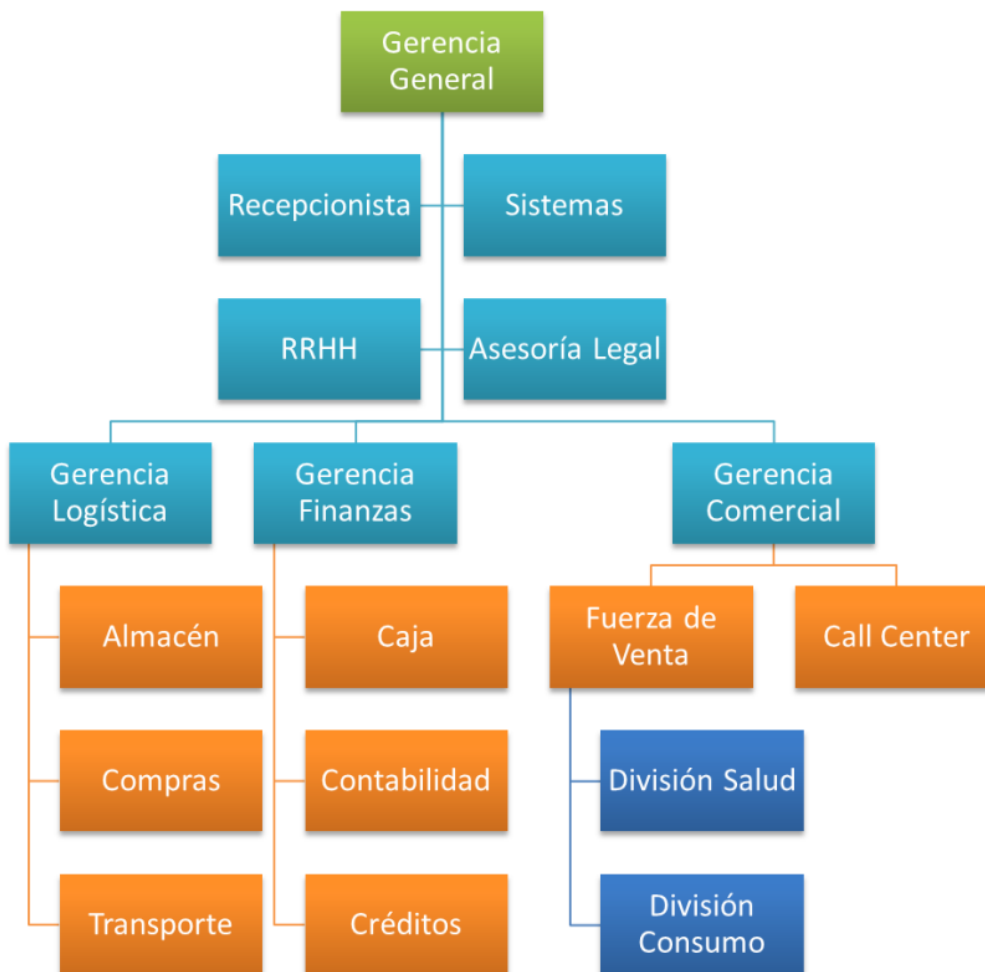 Gerencia
General
Recepcionista
Sistemas
RRHH
Asesoría Legal
Gerencia
Logística
Gerencia
Finanzas
Gerencia
Comercial
Almacén
Caja
Fuerza de
Venta
Call Center
Compras
Contabilidad
División Salud
Transporte
Créditos
División
Consumo